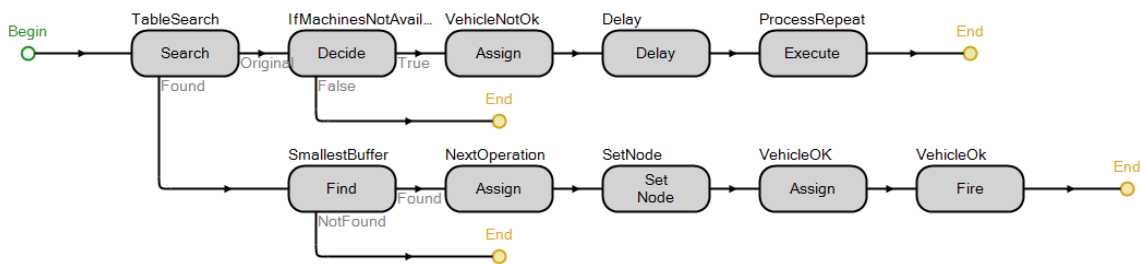 TableSearch
IfMachinesNotAvail...
VehicleNotOk
Delay
ProcessRepeat
Begin
End
Search
Decide
Assign
Delay
Execute
Original
True
Found
False
End
SmallestBuffer
NextOperation
SetNode
VehicleOK
VehicleOk
End
Find
Assign
Set
Node
Assign
Fire
Found
NotFound
End